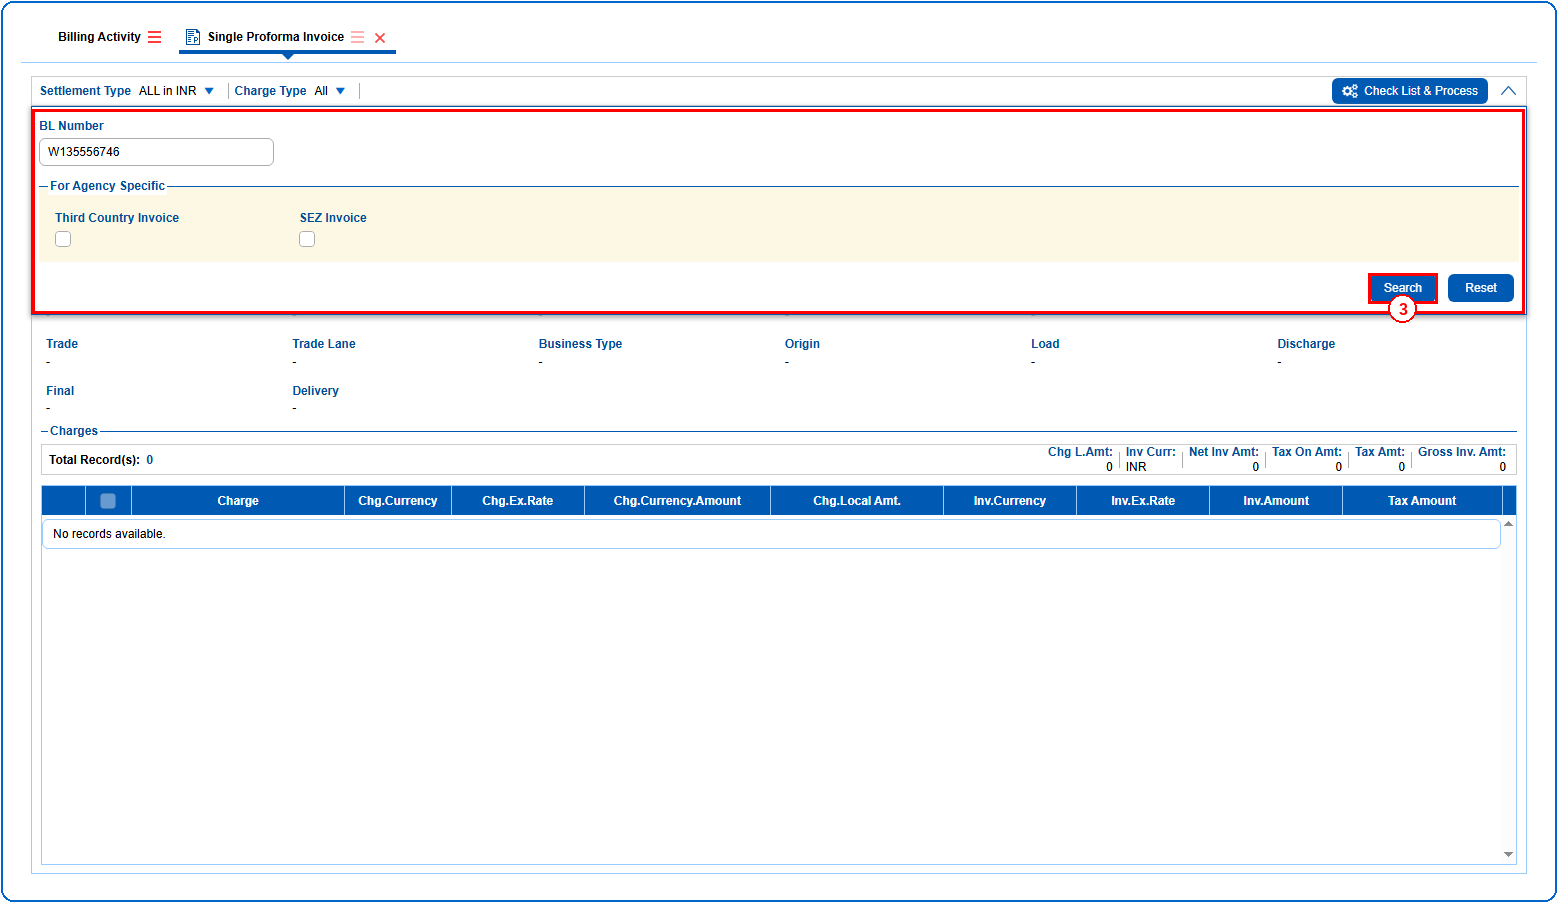 Billing Activity Single Proforma Invoice
Settlement Type ALL in INR Charge Type All Check List & Process
BL Number
W135556746
For Agency Specific
Third Country Invoice SEZ Invoice
Search Reset
3
Trade Trade Lane Business Type Origin Load Discharge
- - - - - -
Final Delivery
- -
Charges
Total Record(s): 0 Chg L.Amt: 0 Inv Curr: INR Net Inv Amt: 0 Tax On Amt: 0 Tax Amt: 0 Gross Inv. Amt: 0
Charge Chg.Currency Chg.Ex.Rate Chg.Currency.Amount Chg.Local Amt. Inv.Currency Inv.Ex.Rate Inv.Amount Tax Amount
No records available.